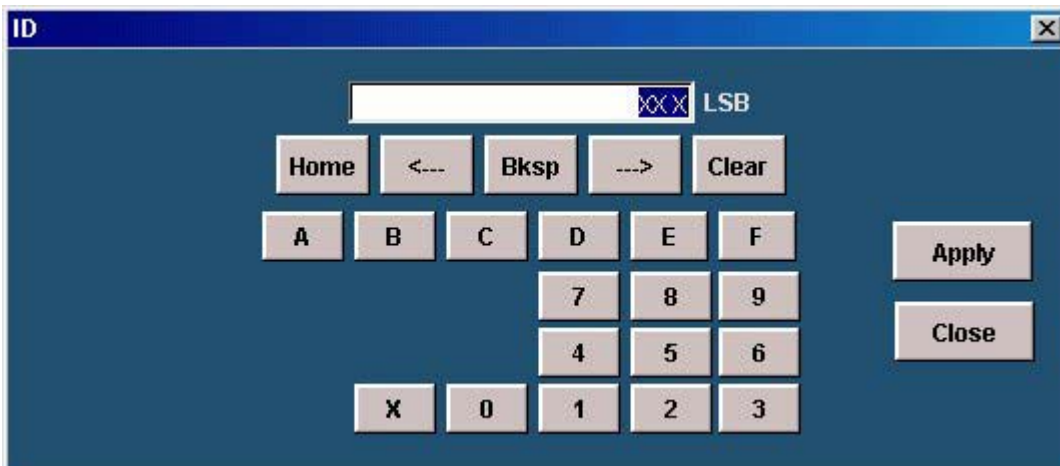 ID
XXX LSB
Home <--- Bksp ---> Clear
A B C D E F
Apply
7 8 9
4 5 6
Close
X 0 1 2 3